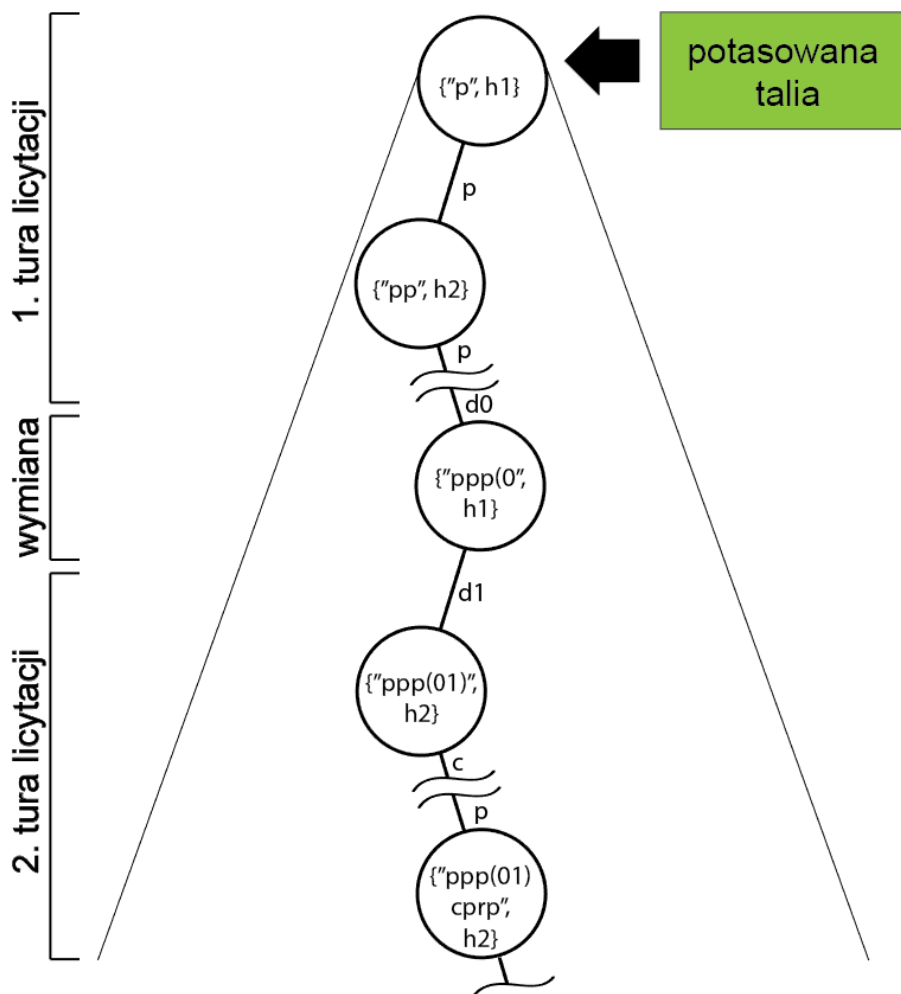 potasowana
talia
1. tura licytacji
{"p", h1}
p
{"pp", h2}
p
d0
wymiana
{"ppp(0",
h1}
d1
2. tura licytacji
{"ppp(01)",
h2}
c
p
{"ppp(01)
cprp",
h2}